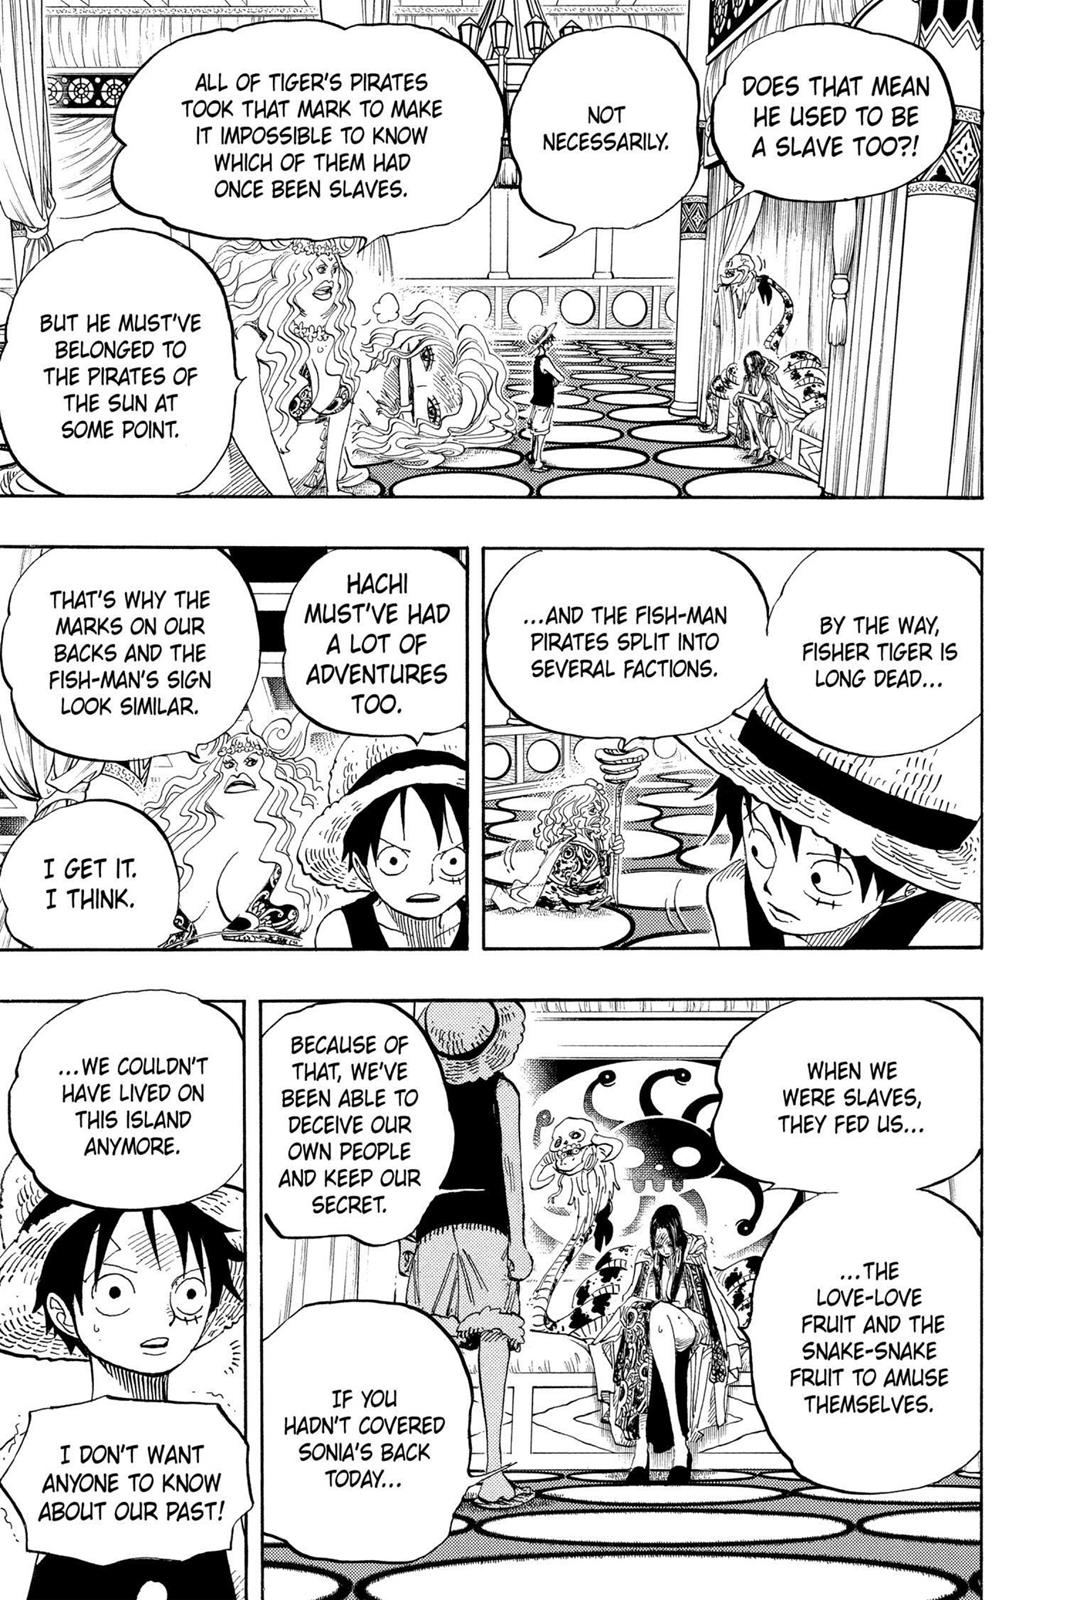 DOES THAT MEAN
HE USED TO BE
A SLAVE TOO?!
NOT
NECESSARILY.
ALL OF TIGER'S PIRATES
TOOK THAT MARK TO MAKE
IT IMPOSSIBLE TO KNOW
WHICH OF THEM HAD
ONCE BEEN SLAVES.
BUT HE MUST'VE
BELONGED TO
THE PIRATES OF
THE SUN AT
SOME POINT.
BY THE WAY,
FISHER TIGER IS
LONG DEAD...
...AND THE FISH-MAN
PIRATES SPLIT INTO
SEVERAL FACTIONS.
HACHI
MUST'VE HAD
A LOT OF
ADVENTURES
TOO.
THAT'S WHY THE
MARKS ON OUR
BACKS AND THE
FISH-MAN'S SIGN
LOOK SIMILAR.
I GET IT.
I THINK.
WHEN WE
WERE SLAVES,
THEY FED US...
...THE
LOVE-LOVE
FRUIT AND THE
SNAKE-SNAKE
FRUIT TO AMUSE
THEMSELVES.
BECAUSE OF
THAT, WE'VE
BEEN ABLE TO
DECEIVE OUR
OWN PEOPLE
AND KEEP OUR
SECRET.
IF YOU
HADN'T COVERED
SONIA'S BACK
TODAY...
...WE COULDN'T
HAVE LIVED ON
THIS ISLAND
ANYMORE.
I DON'T WANT
ANYONE TO KNOW
ABOUT OUR PAST!